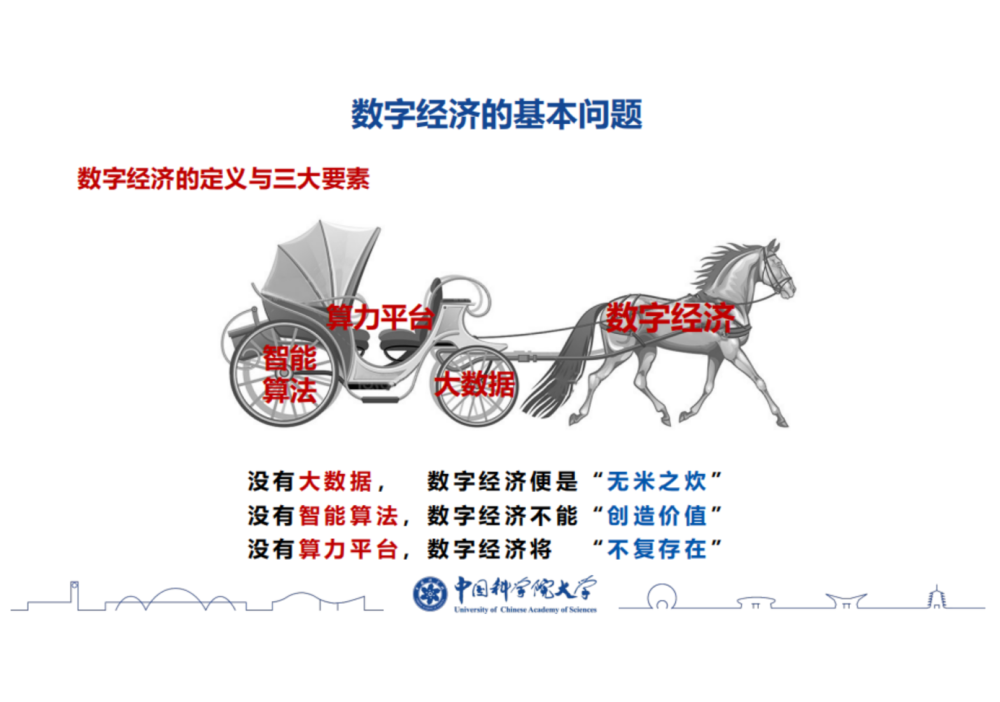 数字经济的基本问题
数字经济的定义与三大要素
算力平台
数字经济
智能
算法
大数据
没有大数据， 数字经济便是“无米之炊”
没有智能算法，数字经济不能“创造价值”
没有算力平台，数字经济将 “不复存在”
中国科学院大学
University of Chinese Academy of Sciences